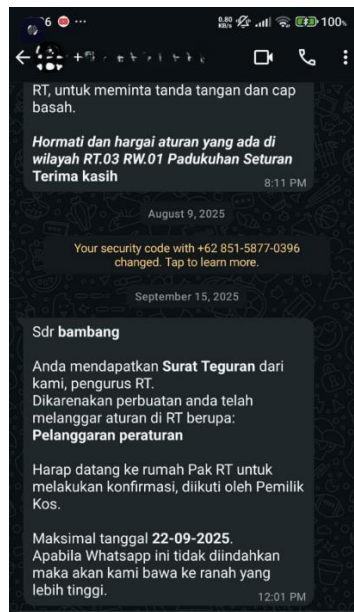 6
0.80
KB/s
100%
RT, untuk meminta tanda tangan dan cap
basah.
Hormati dan hargai aturan yang ada di
wilayah RT.03 RW.01 Padukuhan Seturan
Terima kasih
8:11 PM
August 9, 2025
Your security code with +62 851-5877-0396
changed. Tap to learn more.
September 15, 2025
Sdr bambang
Anda mendapatkan Surat Teguran dari
kami, pengurus RT.
Dikarenakan perbuatan anda telah
melanggar aturan di RT berupa:
Pelanggaran peraturan
Harap datang ke rumah Pak RT untuk
melakukan konfirmasi, diikuti oleh Pemilik
Kos.
Maksimal tanggal 22-09-2025.
Apabila Whatsapp ini tidak diindahkan
maka akan kami bawa ke ranah yang
lebih tinggi.
12:01 PM